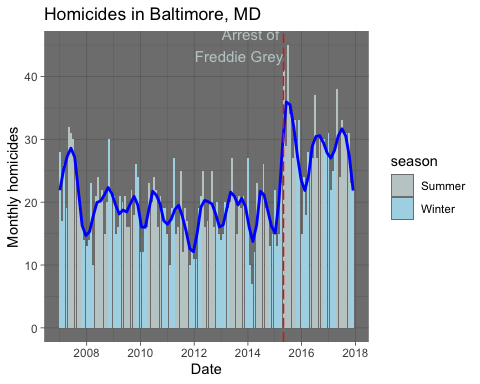 Homicides in Baltimore, MD
Arrest of
Freddie Grey
Monthly homicides
40
30
20
10
0
2008
2010
2012
2014
2016
2018
Date
season
Summer
Winter